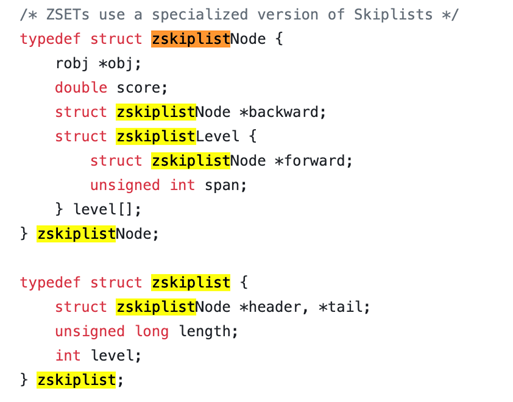 /* ZSETs use a specialized version of Skiplists */
typedef struct zskiplistNode {
    robj *obj;
    double score;
    struct zskiplistNode *backward;
    struct zskiplistLevel {
        struct zskiplistNode *forward;
        unsigned int span;
    } level[];
} zskiplistNode;

typedef struct zskiplist {
    struct zskiplistNode *header, *tail;
    unsigned long length;
    int level;
} zskiplist;